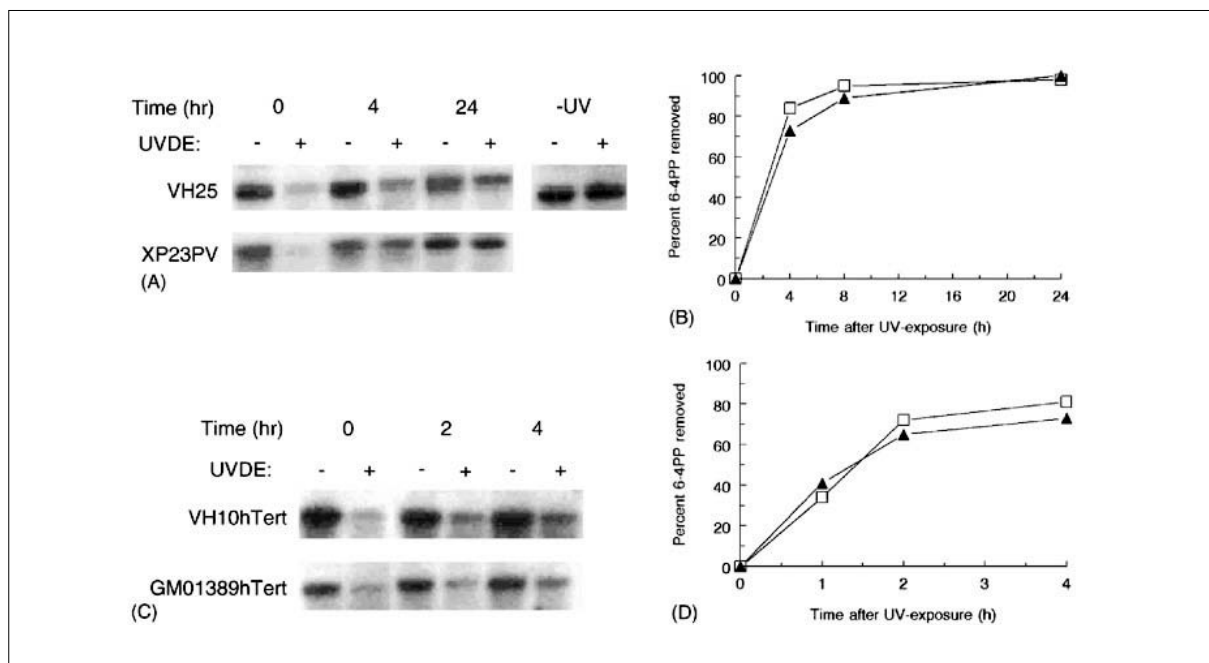 Time (hr) 0 4 24 -UV
UVDE: - + - + - + - +
VH25
XP23PV
(A)
100
80
60
40
20
0
Percent 6-4PP removed
0 4 8 12 16 20 24
Time after UV-exposure (h)
(B)
Time (hr) 0 2 4
UVDE: - + - + - +
VH10hTert
GM01389hTert
(C)
100
80
60
40
20
0
Percent 6-4PP removed
0 1 2 3 4
Time after UV-exposure (h)
(D)